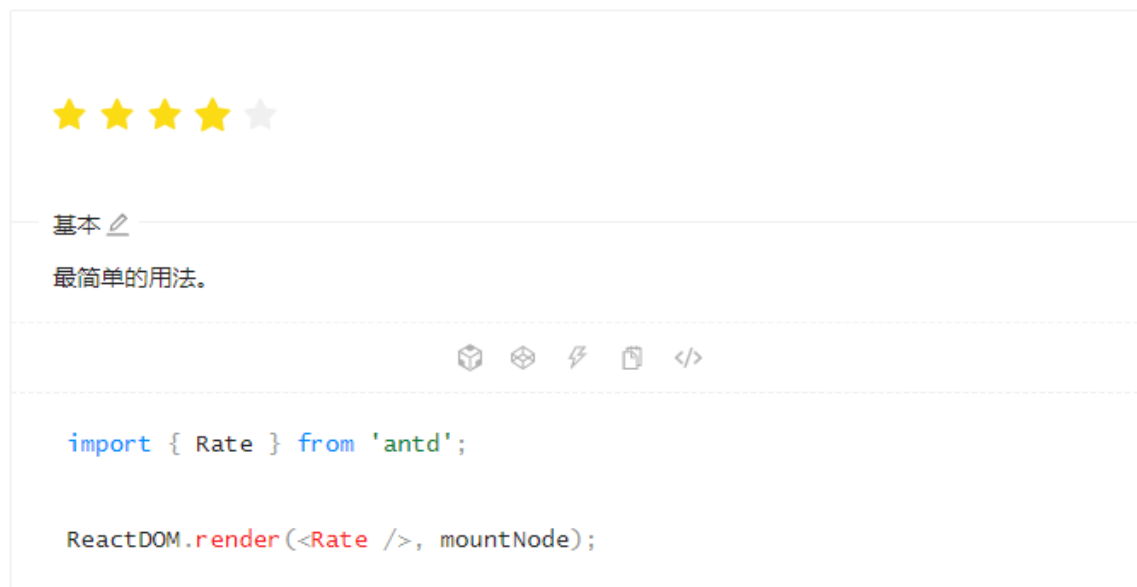 基本
最简单的用法。
import { Rate } from 'antd';
ReactDOM.render(<Rate />, mountNode);